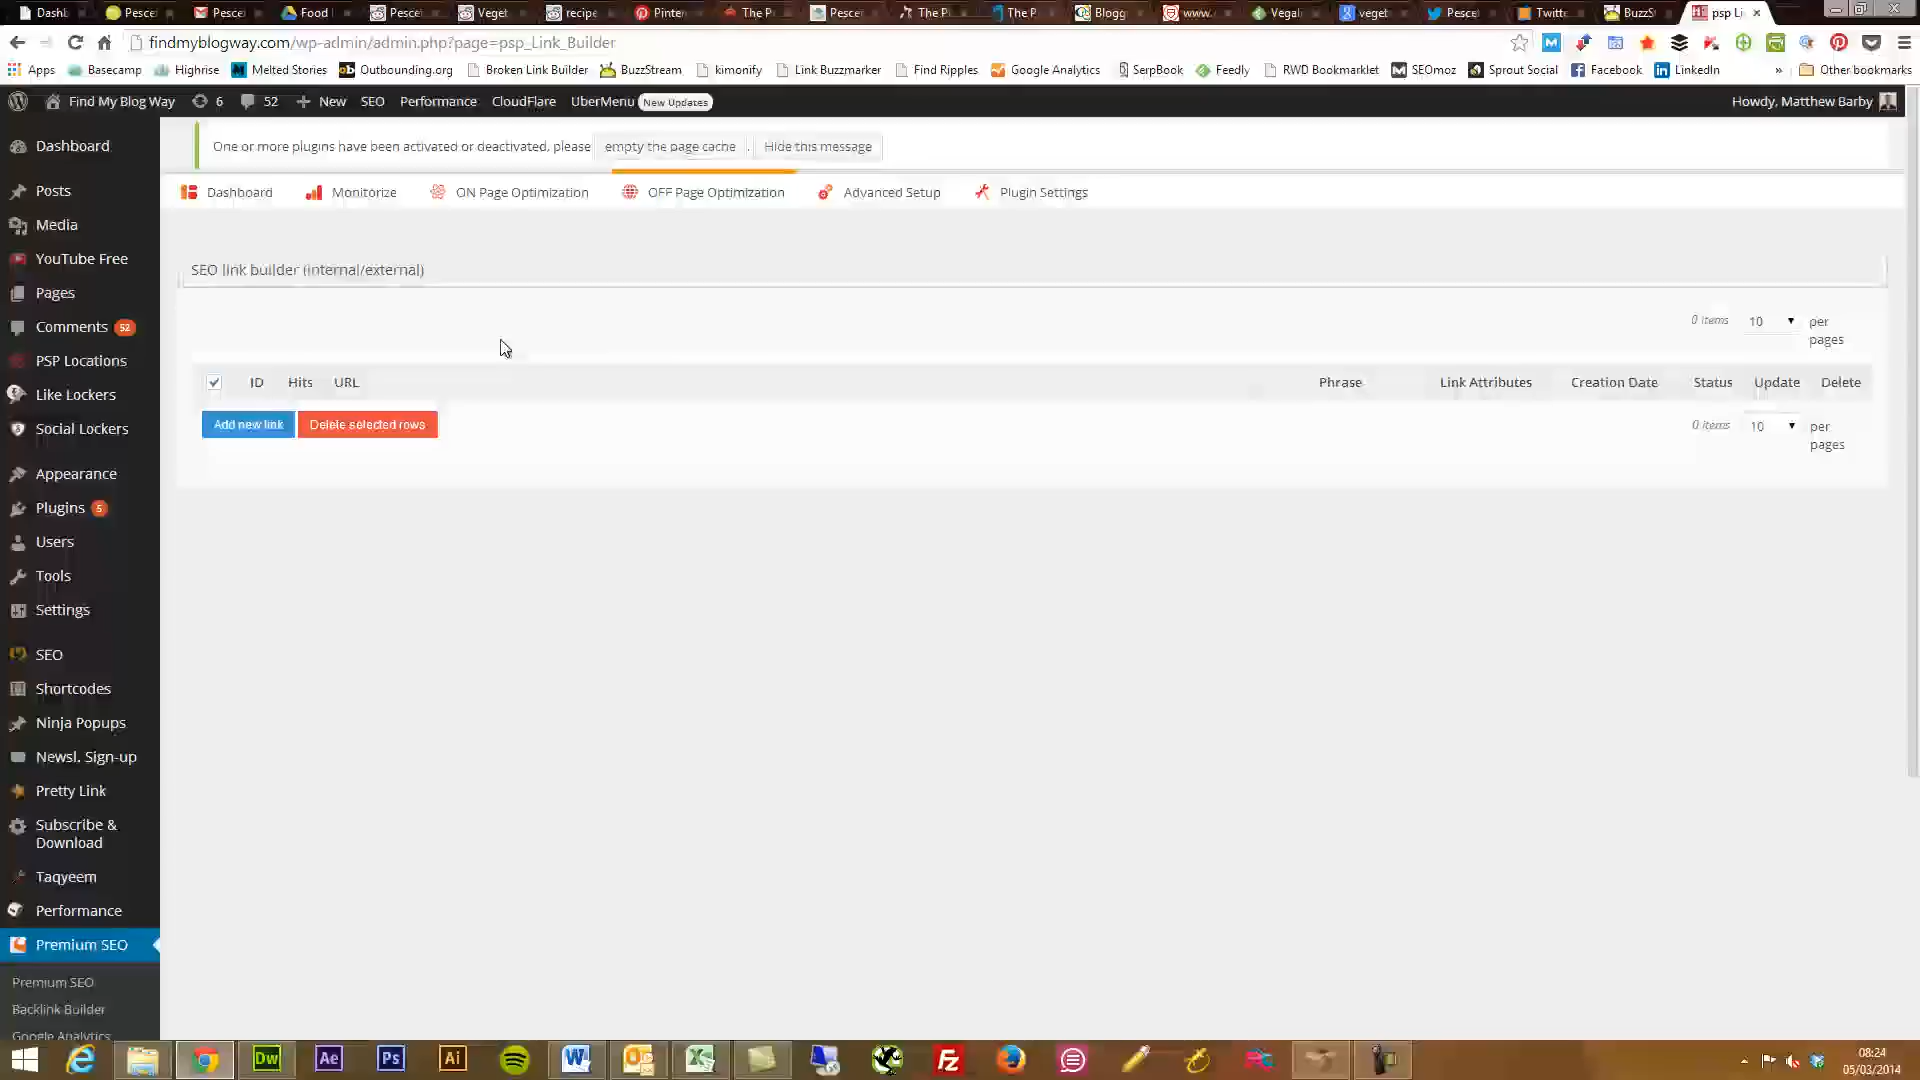 Dashb Pesce Pesce Food Pesce Veget recipe Pinter The P Pesce The P The P Blogg www. Vegal veget Pesce Twitte BuzzS psp Li
findmyblogway.com/wp-admin/admin.php?page=psp_Link_Builder
Apps Basecamp Highrise Melted Stories Outbounding.org Broken Link Builder BuzzStream kimonify Link Buzzmarker Find Ripples Google Analytics SerpBook Feedly RWD Bookmarklet SEOmoz Sprout Social Facebook LinkedIn » Other bookmarks
Find My Blog Way 6 52 New SEO Performance CloudFlare UberMenu New Updates Howdy, Matthew Barby
One or more plugins have been activated or deactivated, please empty the page cache . Hide this message
Dashboard Monitorize ON Page Optimization OFF Page Optimization Advanced Setup Plugin Settings
SEO link builder (internal/external)
0 items 10 per pages
ID Hits URL Phrase Link Attributes Creation Date Status Update Delete
Add new link Delete selected rows 0 items 10 per pages
Dashboard
Posts
Media
YouTube Free
Pages
Comments 52
PSP Locations
Like Lockers
Social Lockers
Appearance
Plugins 5
Users
Tools
Settings
SEO
Shortcodes
Ninja Popups
Newsl. Sign-up
Pretty Link
Subscribe &
Download
Taqyeem
Performance
Premium SEO
Premium SEO
Backlink Builder
Google Analytics
Dw Ae Ps Ai
08:24
05/03/2014